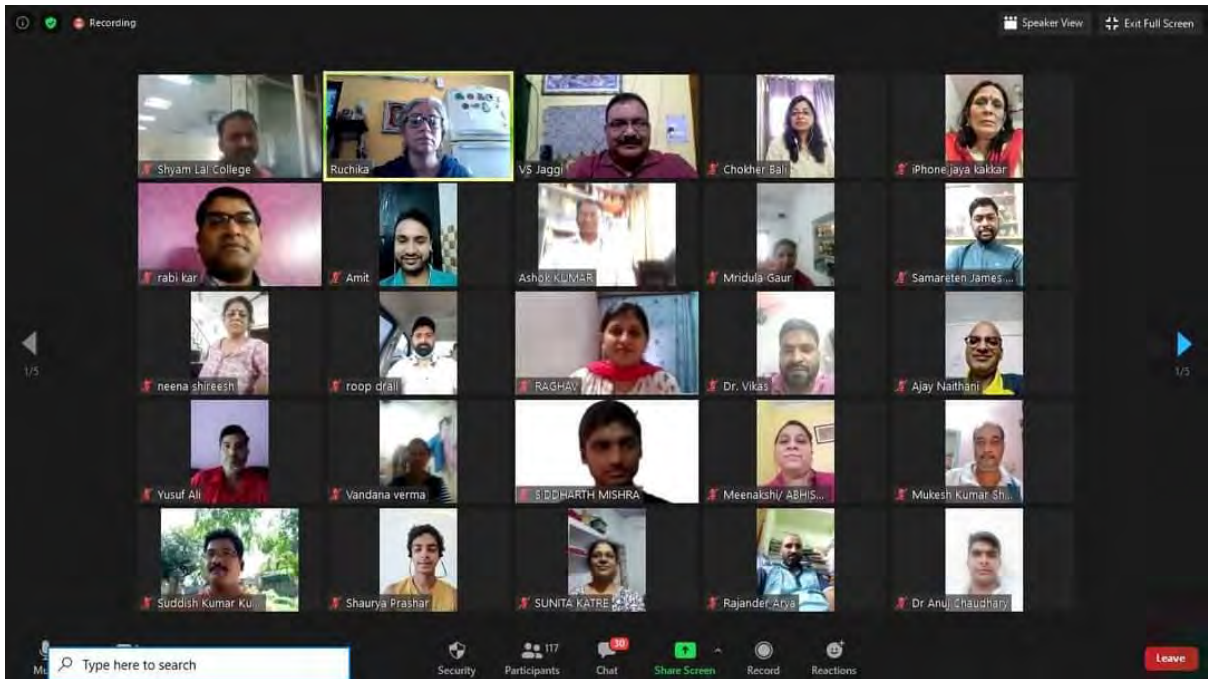 Recording
Speaker View
Exit Full Screen
Shyam Lal College
Ruchika
VS Jaggi
Chokher Bali
iPhone jaya kakkar
rabi kar
Amit
Ashok KUMAR
Mridula Gaur
Samareten James ...
neena shireesh
roop drall
RAGHAV
Dr. Vikas
Ajay Naithani
1/5
1/5
Yusuf Ali
Vandana verma
SIDDHARTH MISHRA
Meenakshi/ ABHIS...
Mukesh Kumar Sh...
Suddish Kumar Ku
Shaurya Prashar
SUNITA KATRE
Rajander Arya
Dr Anuj Chaudhary
Mu
Type here to search
Security
117
Participants
30
Chat
Share Screen
Record
Reactions
Leave